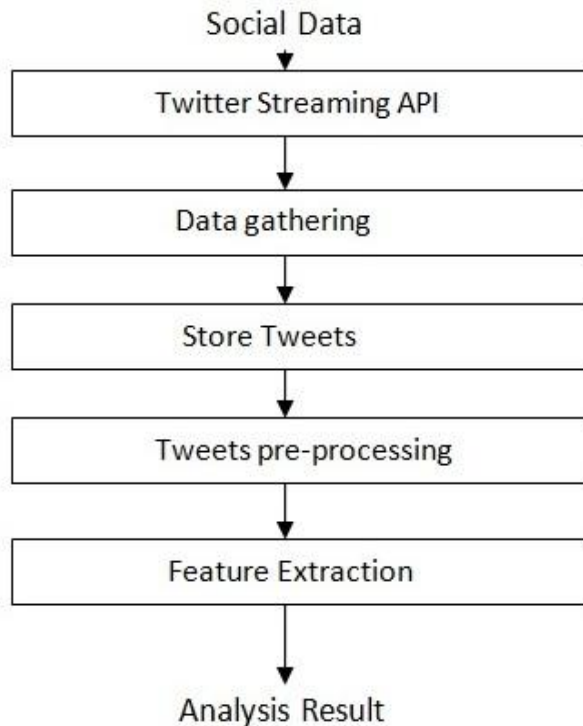 Social Data
Twitter Streaming API
Data gathering
Store Tweets
Tweets pre-processing
Feature Extraction
Analysis Result